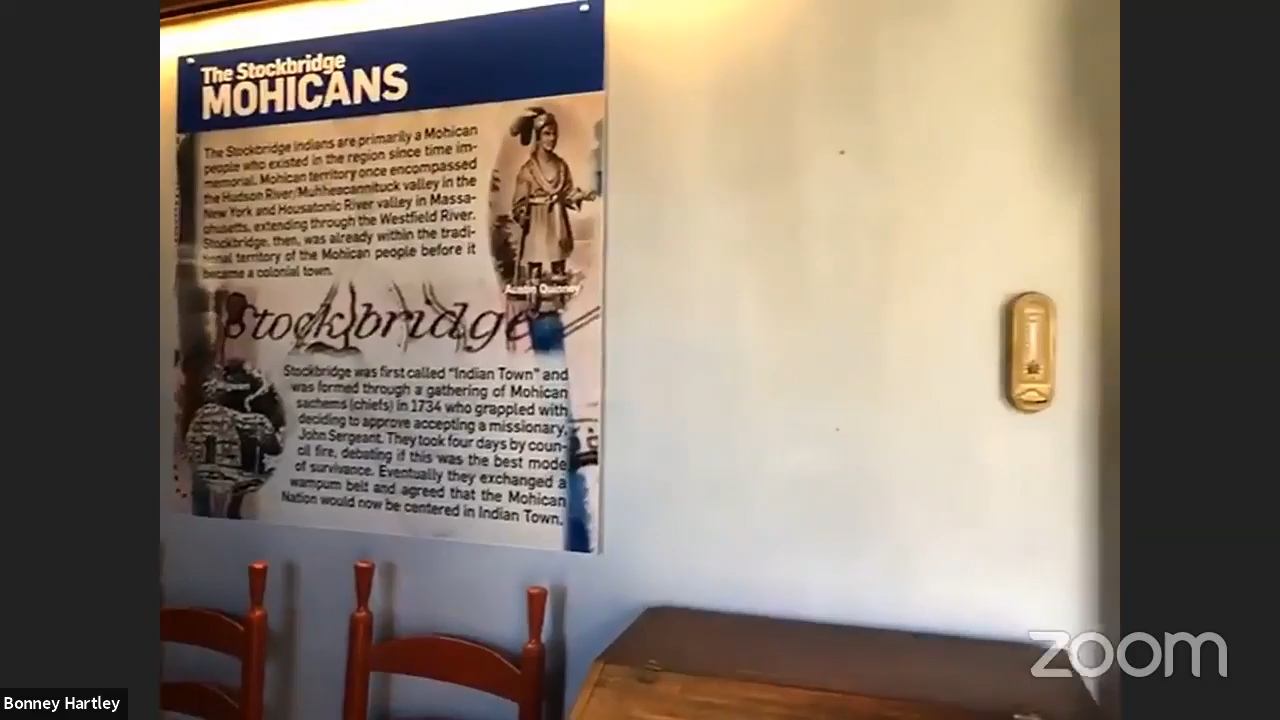 The Stockbridge
MOHICANS
The Stockbridge Indians are primarily a Mohican
people who existed in the region since time im-
memorial. Mohican territory once encompassed
the Hudson River/Muhheacannituck valley in the
New York and Housatonic River valley in Massa-
chusetts, extending through the Westfield River.
Stockbridge, then, was already within the tradi-
tional territory of the Mohican people before it
became a colonial town.
Austin Quinney
Stockbridge
Stockbridge was first called “Indian Town” and
was formed through a gathering of Mohican
sachems (chiefs) in 1734 who grappled with
deciding to approve accepting a missionary,
John Sergeant. They took four days by coun-
cil fire, debating if this was the best mode
of survivance. Eventually they exchanged a
wampum belt and agreed that the Mohican
Nation would now be centered in Indian Town.
zoom
Bonney Hartley